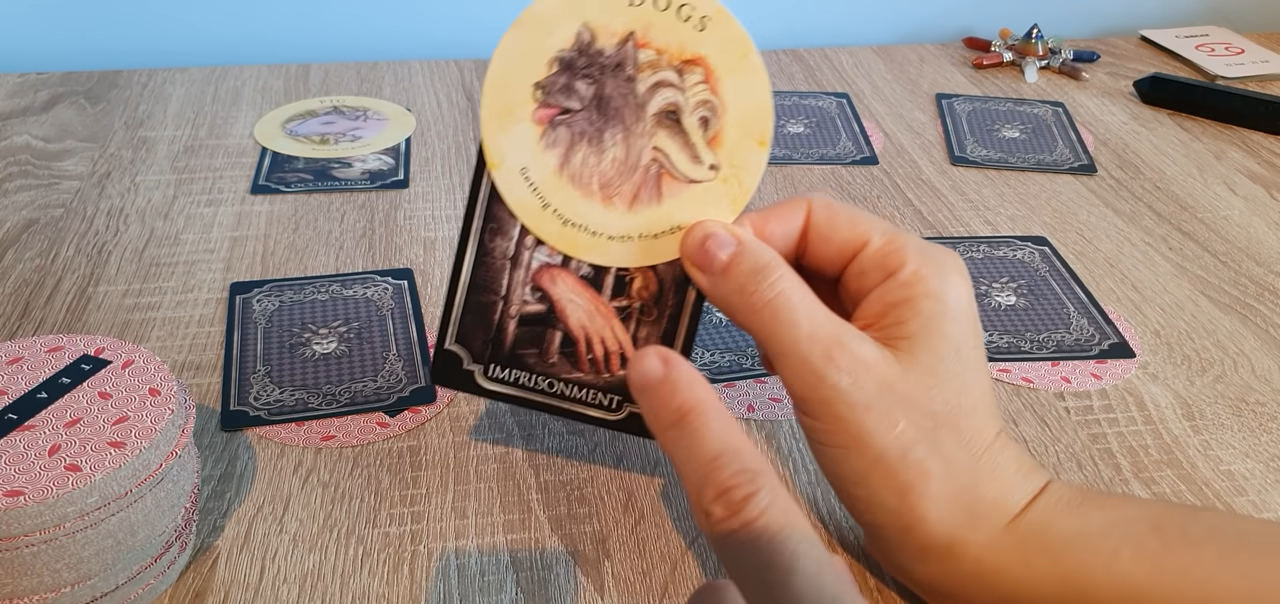 DOGS
Getting together with friends
IMPRISONMENT
PIG
OCCUPATION
Cancer
TEAL